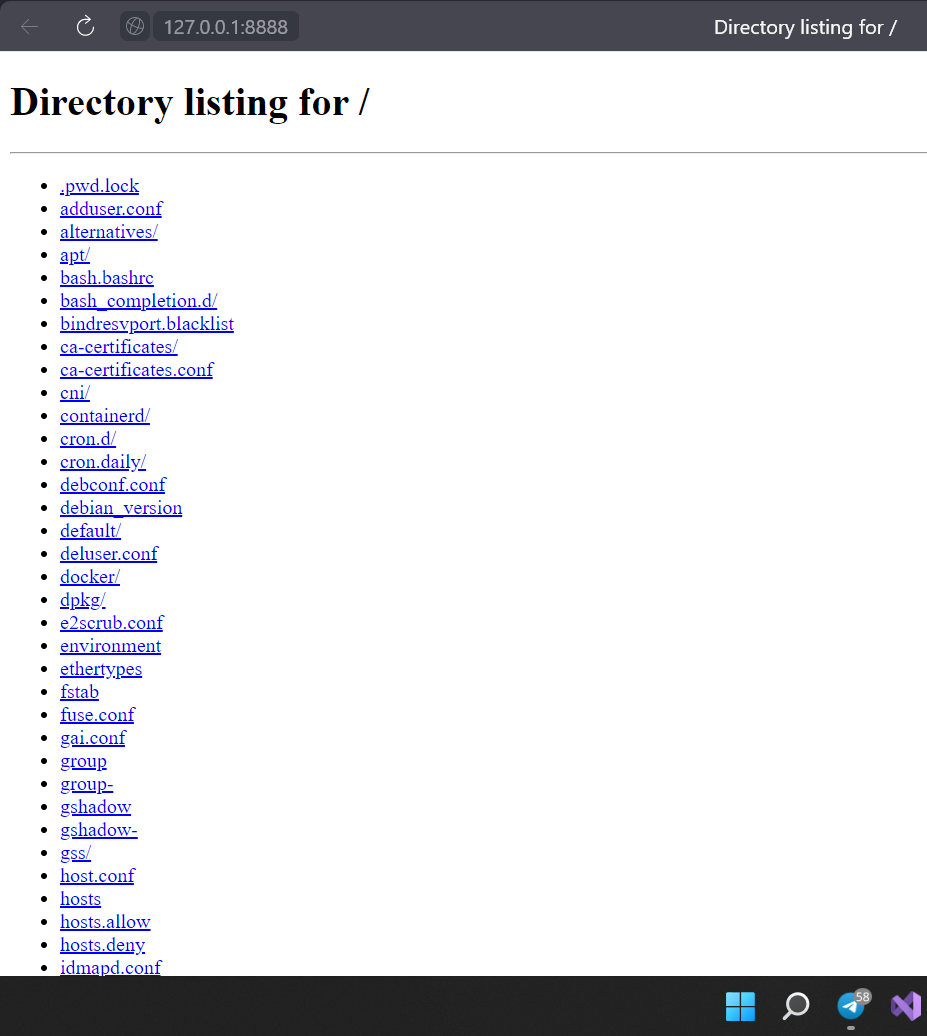 127.0.0.1:8888
Directory listing for /
Directory listing for /
.pwd.lock
adduser.conf
alternatives/
apt/
bash.bashrc
bash_completion.d/
bindresvport.blacklist
ca-certificates/
ca-certificates.conf
cni/
containerd/
cron.d/
cron.daily/
debconf.conf
debian_version
default/
deluser.conf
docker/
dpkg/
e2scrub.conf
environment
ethertypes
fstab
fuse.conf
gai.conf
group
group-
gshadow
gshadow-
gss/
host.conf
hosts
hosts.allow
hosts.deny
idmapd.conf
58